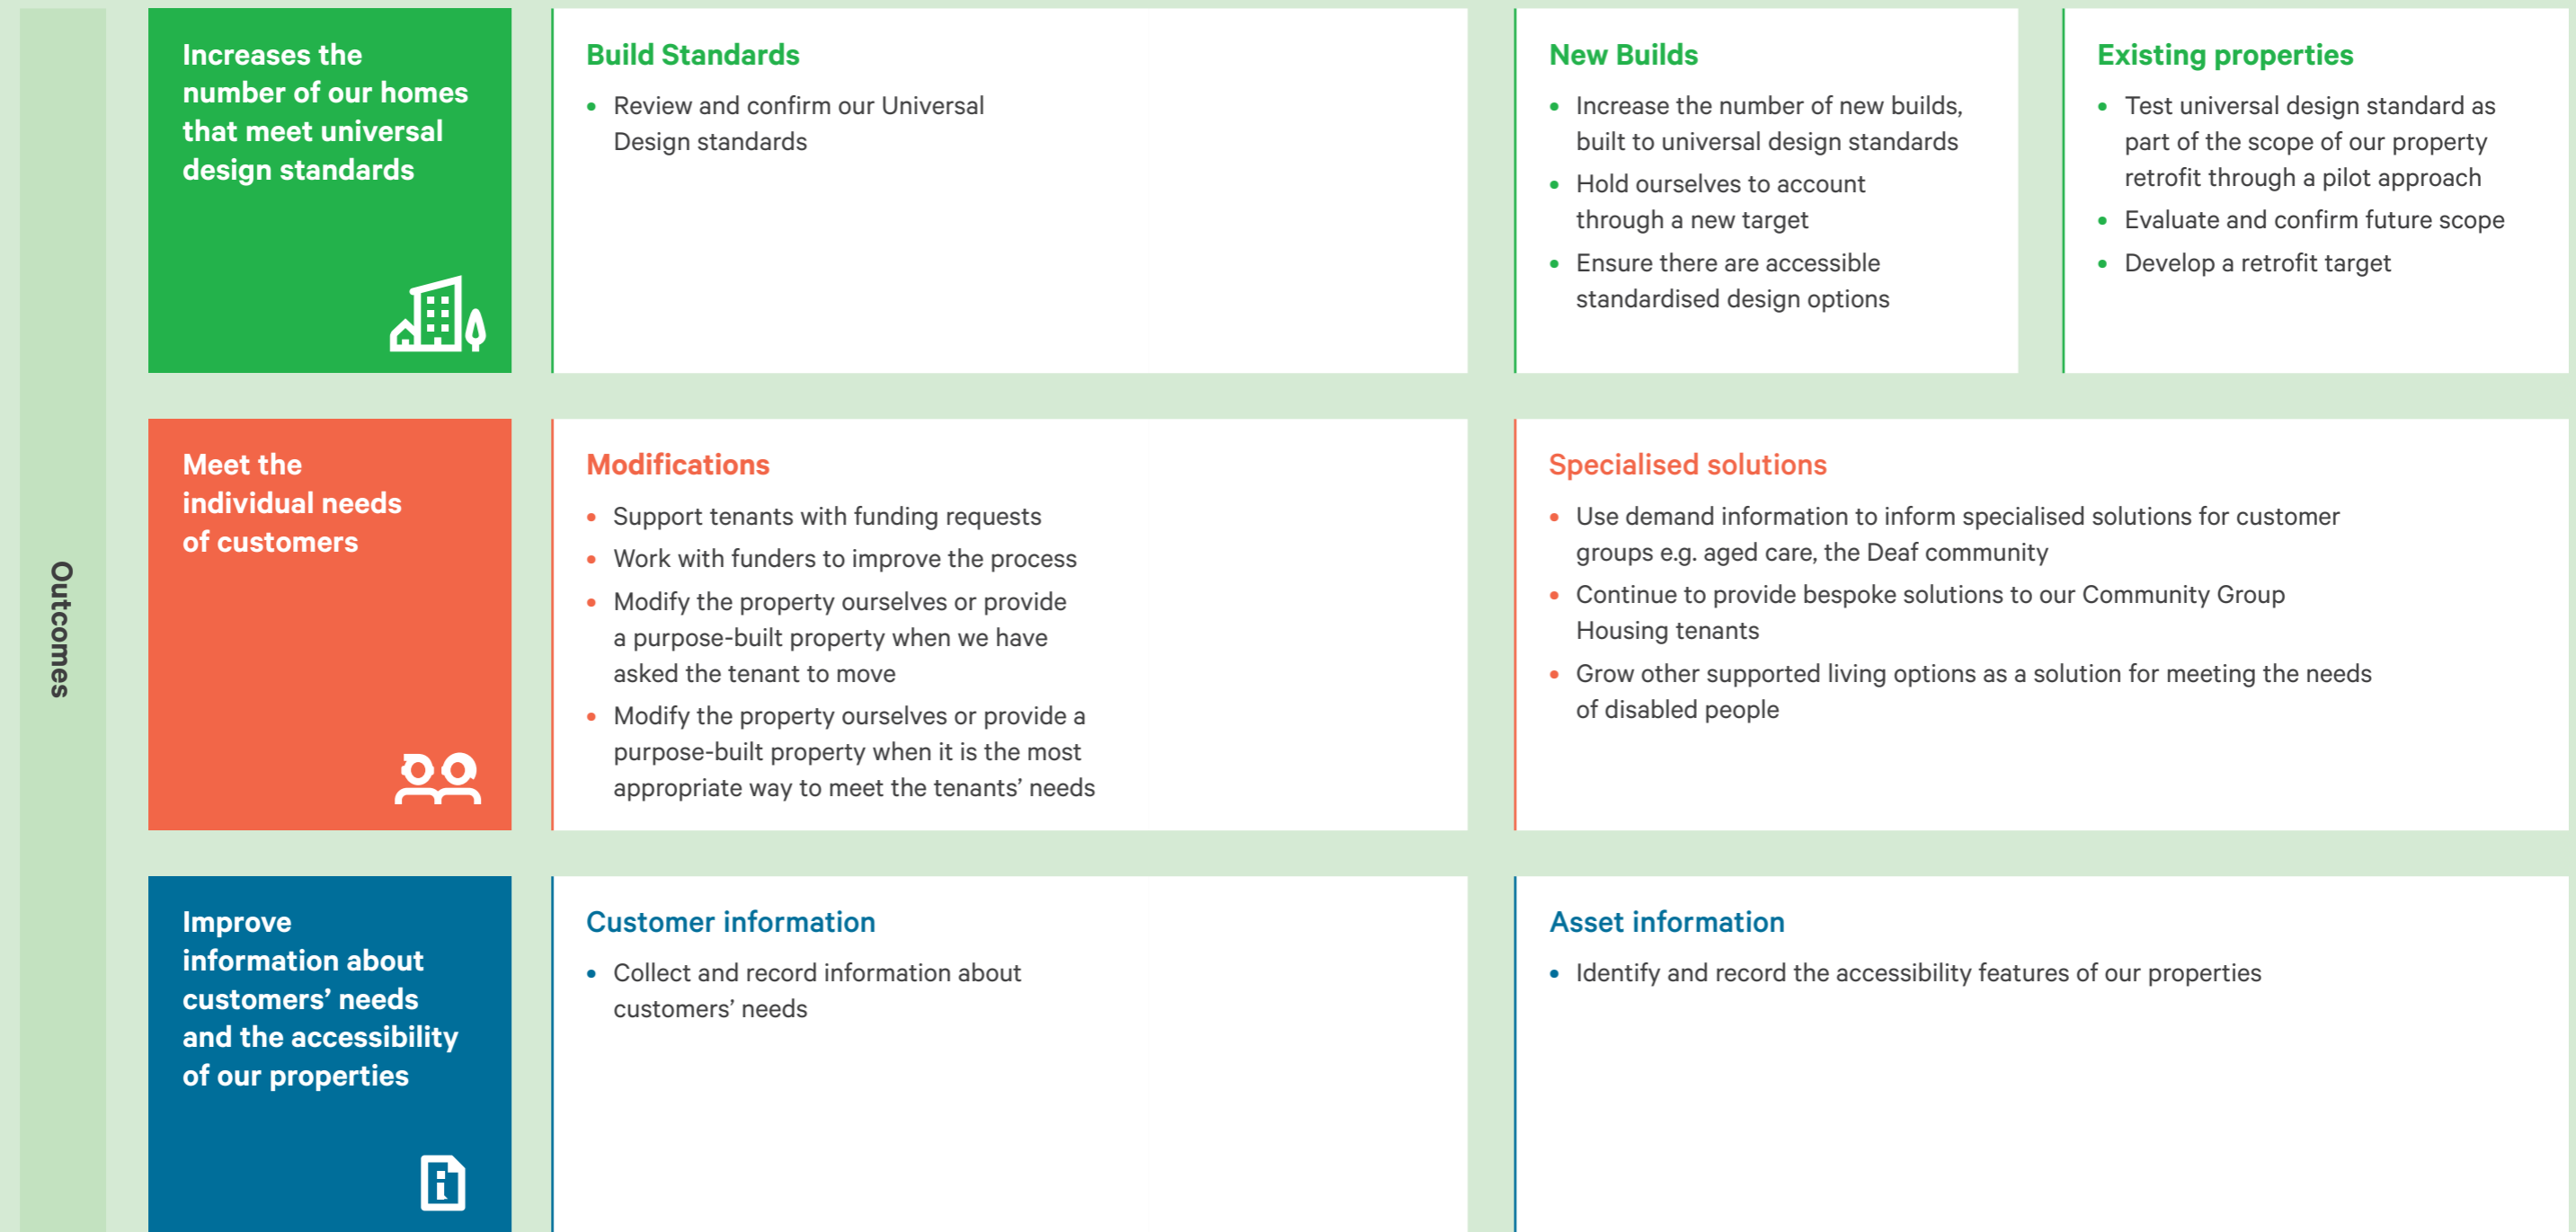 Outcomes
Increases the
number of our homes
that meet universal
design standards
Build Standards
• Review and confirm our Universal
Design standards
New Builds
• Increase the number of new builds,
built to universal design standards
• Hold ourselves to account
through a new target
• Ensure there are accessible
standardised design options
Existing properties
• Test universal design standard as
part of the scope of our property
retrofit through a pilot approach
• Evaluate and confirm future scope
• Develop a retrofit target
Meet the
individual needs
of customers
Modifications
• Support tenants with funding requests
• Work with funders to improve the process
• Modify the property ourselves or provide
a purpose-built property when we have
asked the tenant to move
• Modify the property ourselves or provide a
purpose-built property when it is the most
appropriate way to meet the tenants’ needs
Specialised solutions
• Use demand information to inform specialised solutions for customer
groups e.g. aged care, the Deaf community
• Continue to provide bespoke solutions to our Community Group
Housing tenants
• Grow other supported living options as a solution for meeting the needs
of disabled people
Improve
information about
customers’ needs
and the accessibility
of our properties
Customer information
• Collect and record information about
customers’ needs
Asset information
• Identify and record the accessibility features of our properties